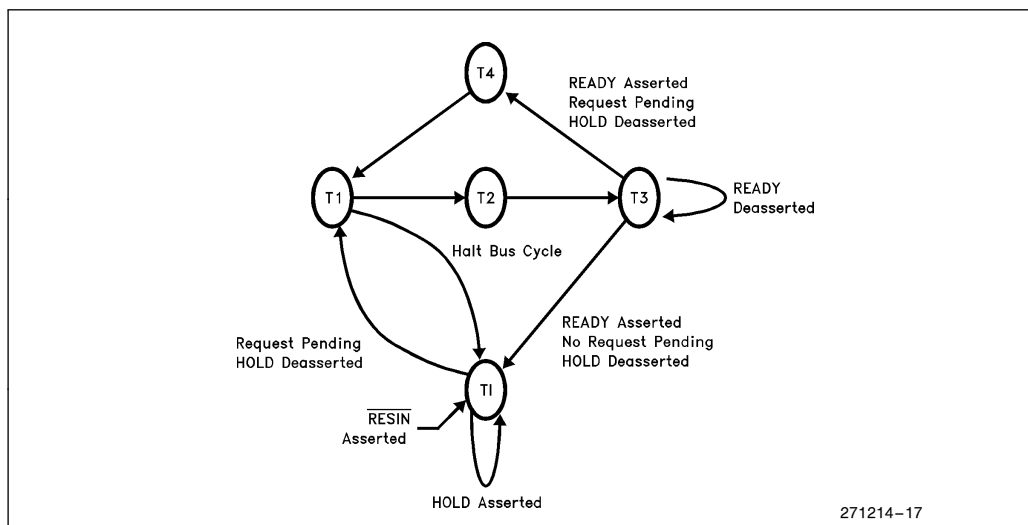 T4
READY Asserted
Request Pending
HOLD Deasserted
T1
T2
T3
READY
Deasserted
Halt Bus Cycle
Request Pending
HOLD Deasserted
READY Asserted
No Request Pending
HOLD Deasserted
TI
RESIN
Asserted
HOLD Asserted
271214–17